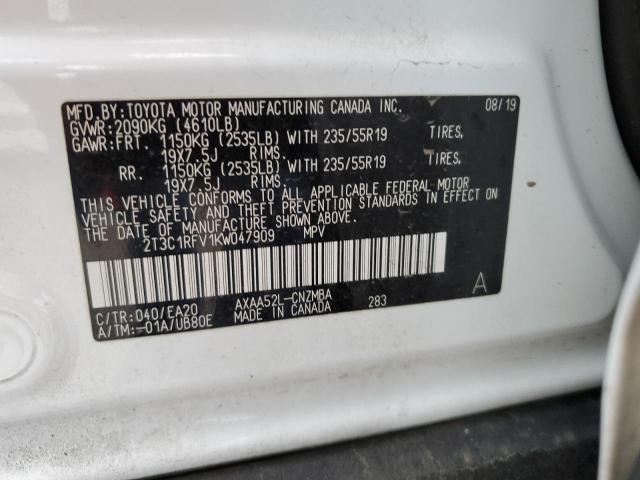 MFD.BY:TOYOTA MOTOR MANUFACTURING CANADA INC. 08/19
GVWR:2090KG (4610LB)
GAWR:FRT. 1150KG (2535LB) WITH 235/55R19 TIRES,
19X7.5J RIMS.
RR. 1150KG (2535LB) WITH 235/55R19 TIRES,
19X7.5J RIMS.
THIS VEHICLE CONFORMS TO ALL APPLICABLE FEDERAL MOTOR
VEHICLE SAFETY AND THEFT PREVENTION STANDARDS IN EFFECT
ON THE DATE OF MANUFACTURE SHOWN ABOVE.
2T3C1RFV1KW047909 MPV
A
C/TR:040/EA20 AXAA52L-CNZMBA 283
A/TM:-01A/UB80E MADE IN CANADA